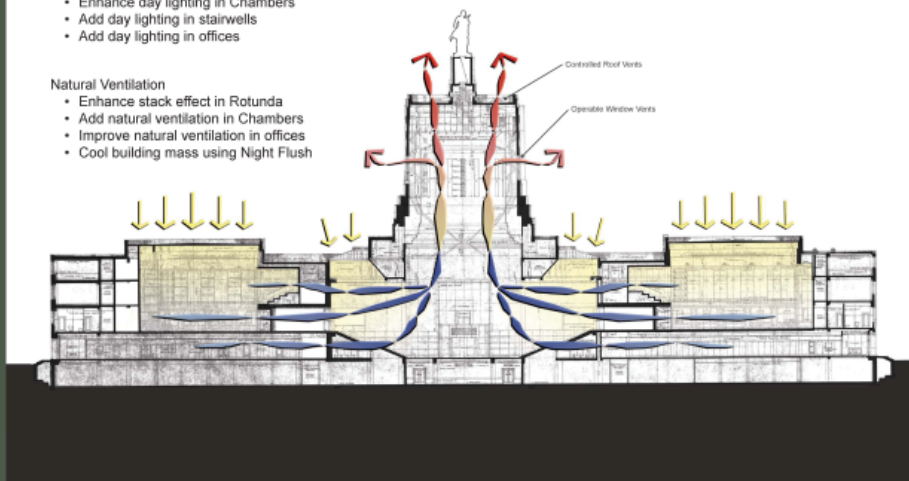 • Enhance day lighting in Chambers
• Add day lighting in stairwells
• Add day lighting in offices
Natural Ventilation
• Enhance stack effect in Rotunda
• Add natural ventilation in Chambers
• Improve natural ventilation in offices
• Cool building mass using Night Flush
Controlled Roof Vents
Operable Window Vents